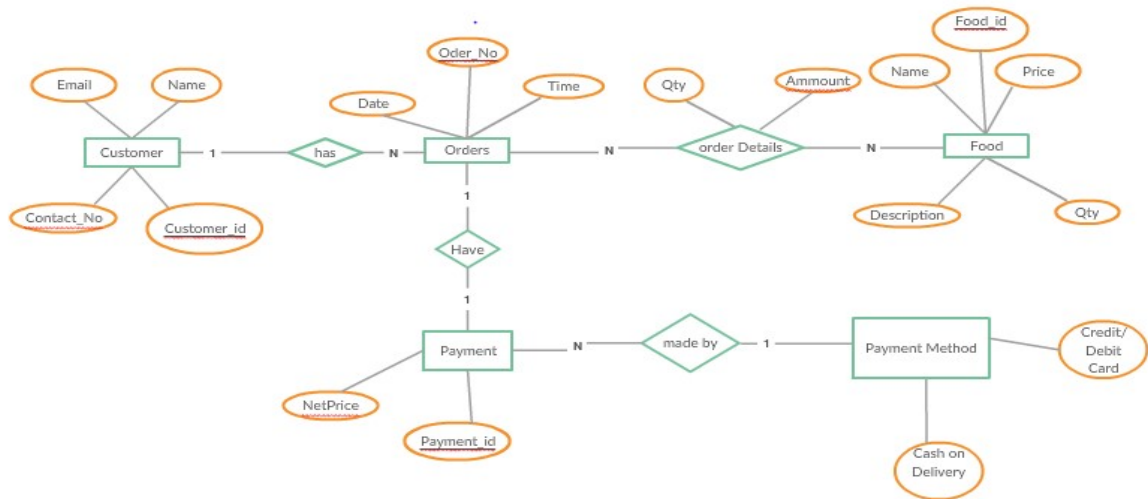 Food_id
Oder_No
Email
Name
Date
Time
Qty
Ammount
Name
Price
Customer
1
has
N
Orders
N
order Details
N
Food
Contact_No
Customer_id
1
Description
Qty
Have
1
Payment
N
made by
1
Payment Method
Credit/
Debit
Card
NetPrice
Payment_id
Cash on
Delivery